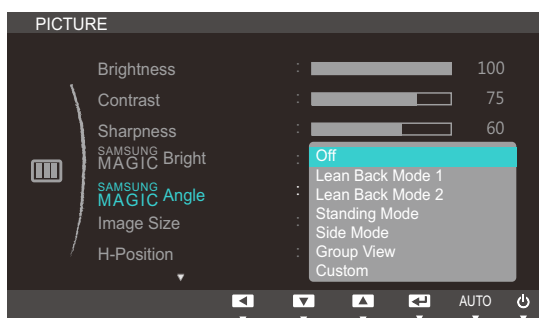 PICTURE
Brightness : 100
Contrast : 75
Sharpness : 60
SAMSUNG MAGIC Bright :
SAMSUNG MAGIC Angle :
Image Size :
H-Position :
Off
Lean Back Mode 1
Lean Back Mode 2
Standing Mode
Side Mode
Group View
Custom
AUTO